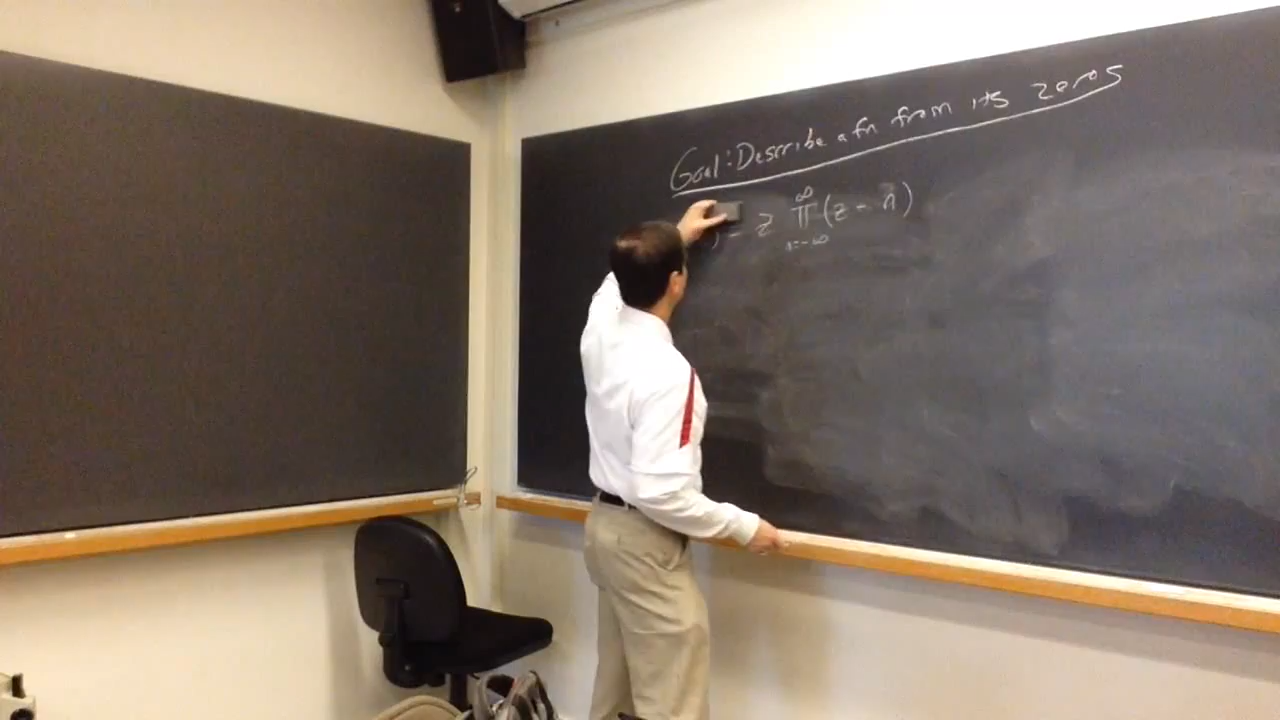 Goal: Describe a fn from its zeros
) = z ∞ ∏ n=-∞ (z - n)